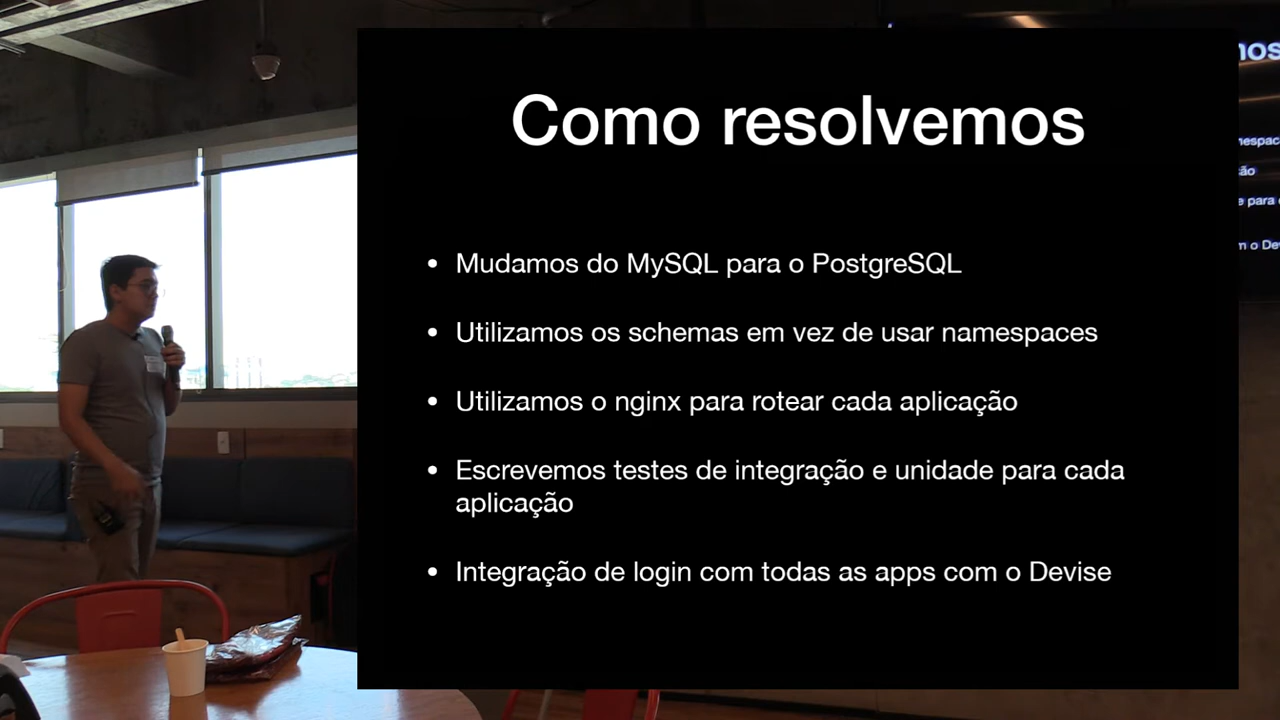 Como resolvemos
• Mudamos do MySQL para o PostgreSQL
• Utilizamos os schemas em vez de usar namespaces
• Utilizamos o nginx para rotear cada aplicação
• Escrevemos testes de integração e unidade para cada
aplicação
• Integração de login com todas as apps com o Devise